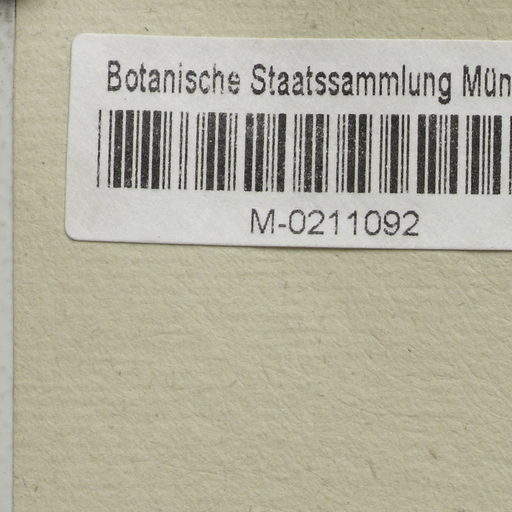 Botanische Staatssammlung Mün
M-0211092